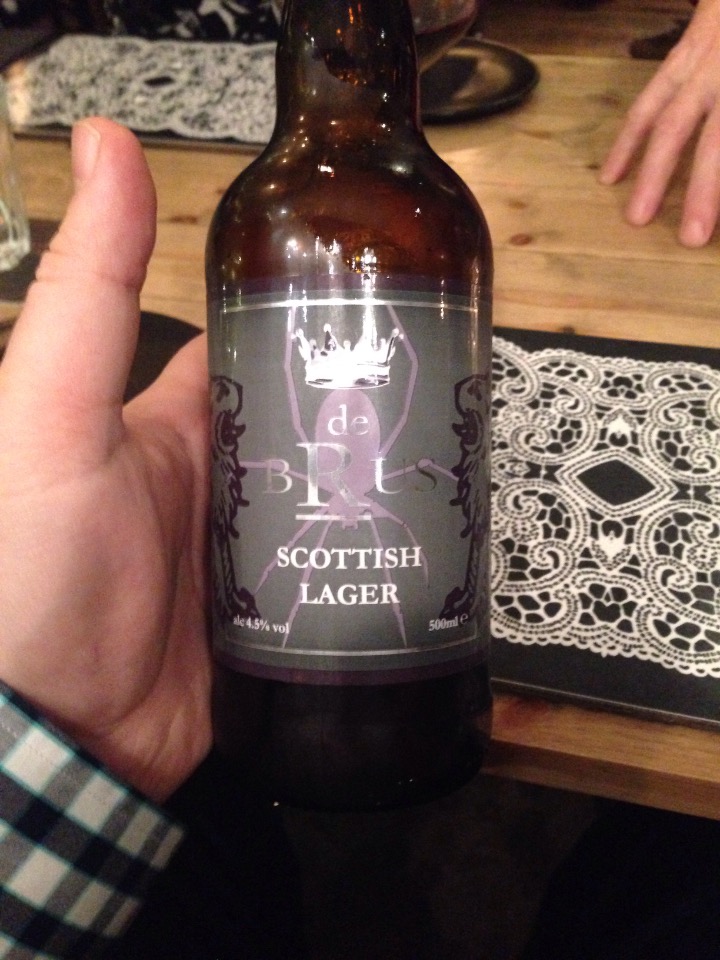 de
BRUS
SCOTTISH
LAGER
alc 4.5% vol 500ml e